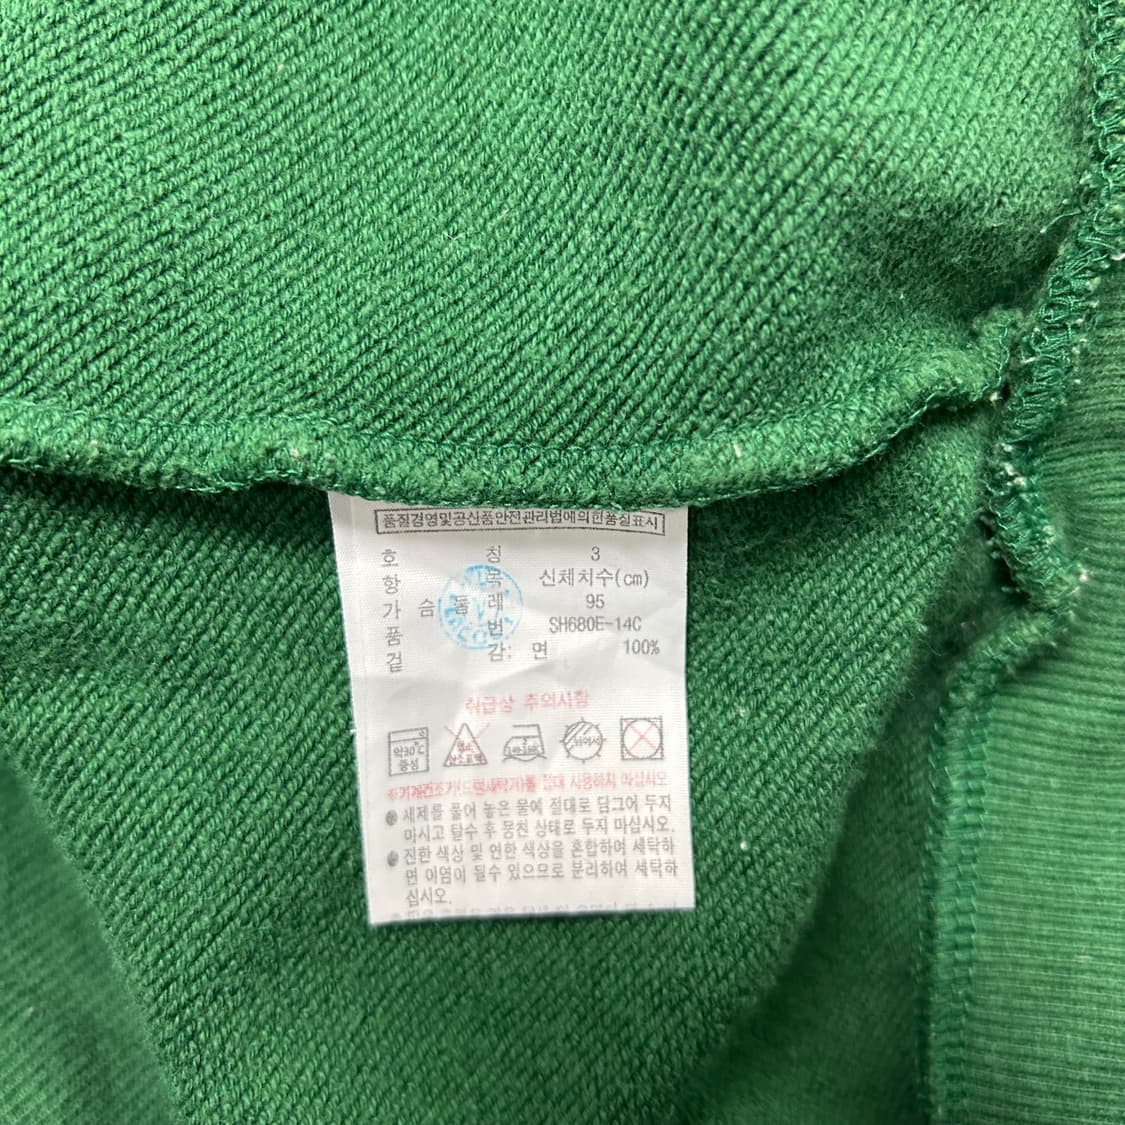 품질경영및공산품안전관리법에의한품질표시
호 칭 3
항 목 신체치수(cm)
가 슴 둘 레 95
품 번 SH680E-14C
겉 감: 면 100%
취급상 주의사항
약30℃
중성
※기계건조기(드럼세탁기)를 절대 사용하지 마십시오
● 세제를 풀어 놓은 물에 절대로 담그어 두지
마시고 탈수 후 뭉친 상태로 두지 마십시오.
● 진한 색상 및 연한 색상을 혼합하여 세탁하
면 이염이 될수 있으므로 분리하여 세탁하
십시오.